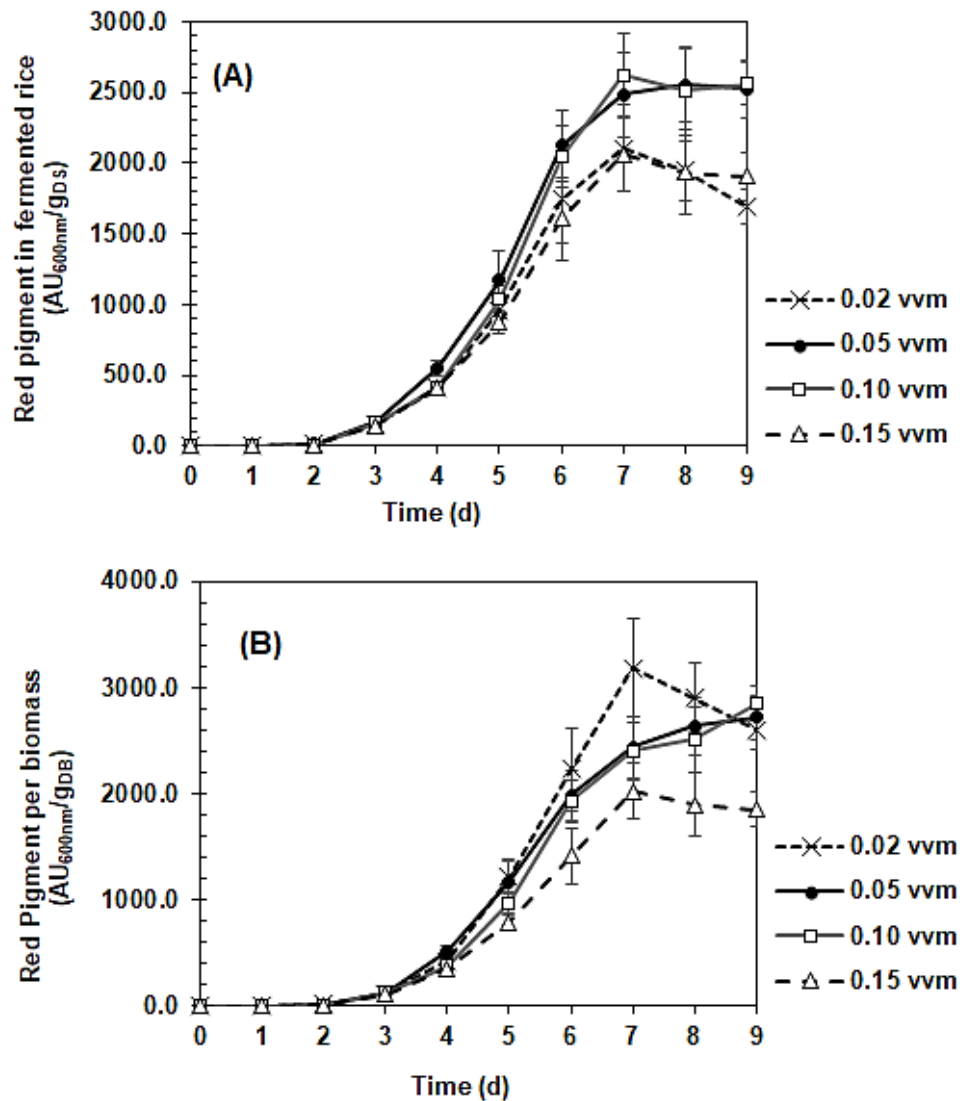 Red pigment in fermented rice
(AU600nm/gDs)
3000.0
2500.0
2000.0
1500.0
1000.0
500.0
0.0
(A)
0 1 2 3 4 5 6 7 8 9
Time (d)
0.02 vvm
0.05 vvm
0.10 vvm
0.15 vvm
Red Pigment per biomass
(AU600nm/gDB)
4000.0
3000.0
2000.0
1000.0
0.0
(B)
0 1 2 3 4 5 6 7 8 9
Time (d)
0.02 vvm
0.05 vvm
0.10 vvm
0.15 vvm